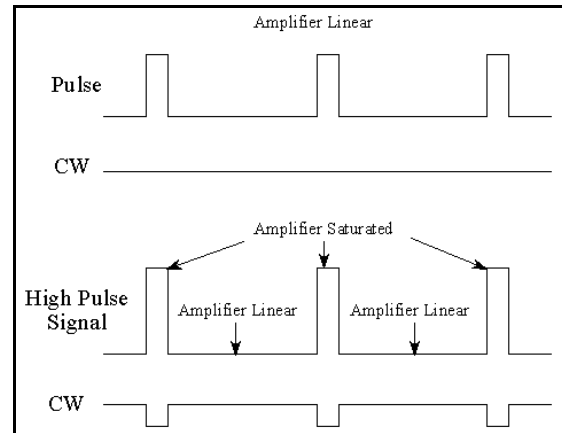 Amplifier Linear
Pulse
CW
Amplifier Saturated
High Pulse
Signal
Amplifier Linear
Amplifier Linear
CW